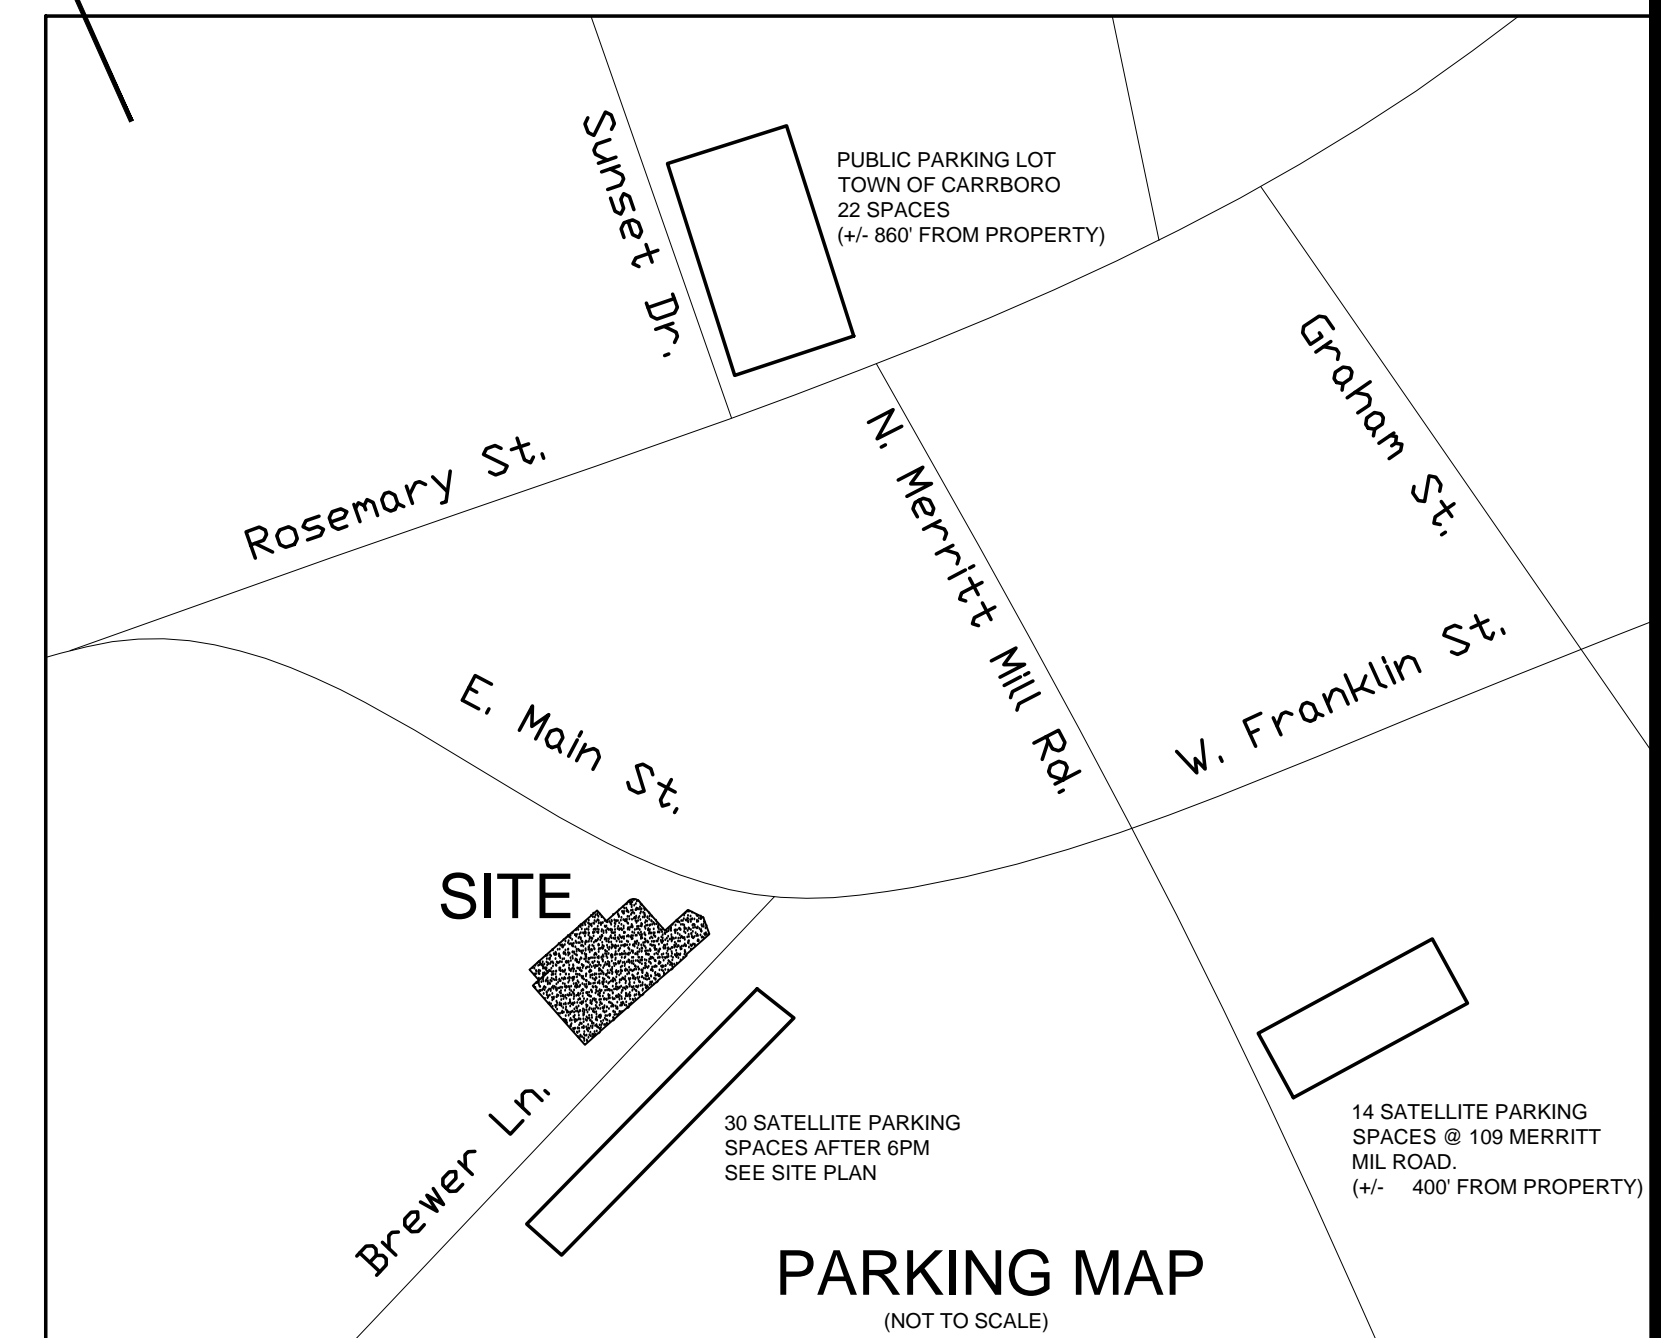 Sunset Dr.
PUBLIC PARKING LOT
TOWN OF CARRBORO
22 SPACES
(+/- 860' FROM PROPERTY)
Graham St.
Rosemary St.
N. Merritt Mill Rd.
W. Franklin St.
E. Main St.
SITE
Brewer Ln.
30 SATELLITE PARKING
SPACES AFTER 6PM
SEE SITE PLAN
14 SATELLITE PARKING
SPACES @ 109 MERRITT
MIL ROAD.
(+/- 400' FROM PROPERTY)
PARKING MAP
(NOT TO SCALE)